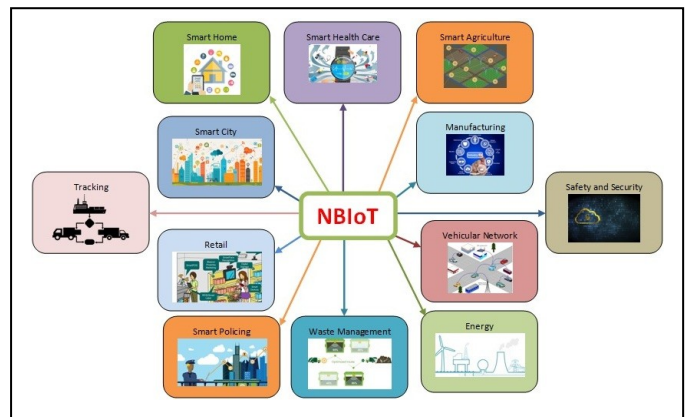 Smart Home
Smart Health Care
Smart Agriculture
Smart City
Manufacturing
Tracking
NBIoT
Safety and Security
Retail
Vehicular Network
Smart Policing
Waste Management
Energy